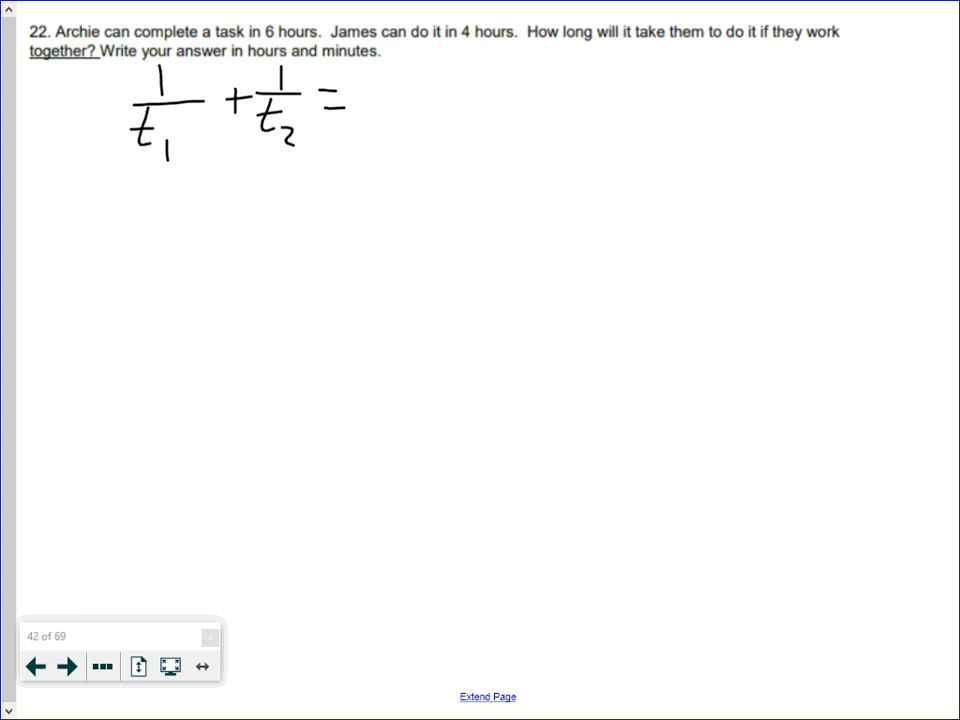 22. Archie can complete a task in 6 hours. James can do it in 4 hours. How long will it take them to do it if they work
together? Write your answer in hours and minutes.
1/t₁ + 1/t₂ =
42 of 69
Extend Page